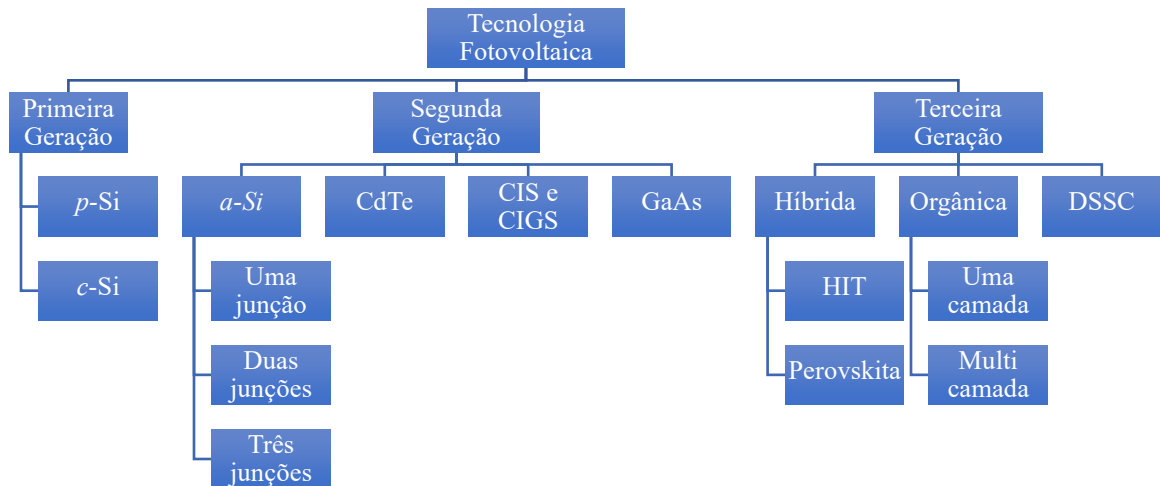 Tecnologia
Fotovoltaica
Primeira
Geração
Segunda
Geração
Terceira
Geração
p-Si
a-Si
CdTe
CIS e
CIGS
GaAs
Híbrida
Orgânica
DSSC
c-Si
Uma
junção
HIT
Uma
camada
Duas
junções
Perovskita
Multi
camada
Três
junções